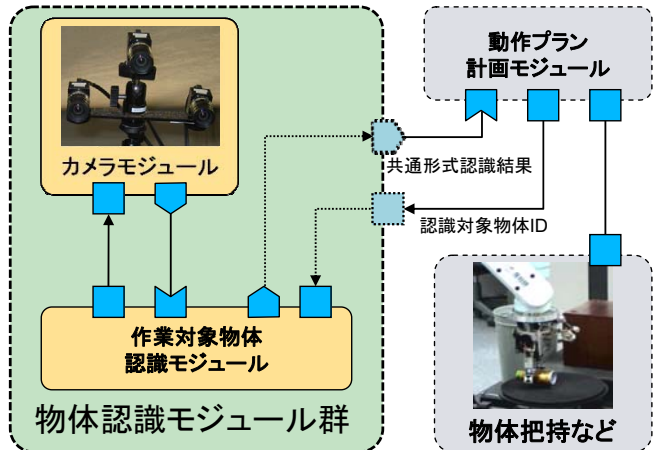 カメラモジュール
作業対象物体
認識モジュール
物体認識モジュール群
動作プラン
計画モジュール
共通形式認識結果
認識対象物体ID
物体把持など